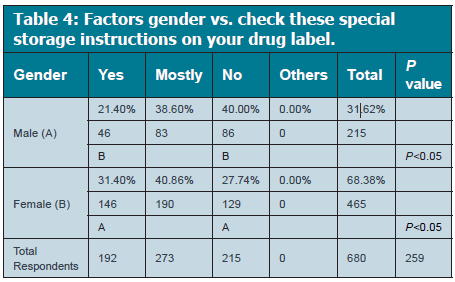 Table 4: Factors gender vs. check these special
storage instructions on your drug label.
Gender Yes Mostly No Others Total P value
21.40% 38.60% 40.00% 0.00% 31.62%
Male (A) 46 83 86 0 215
B B P<0.05
31.40% 40.86% 27.74% 0.00% 68.38%
Female (B) 146 190 129 0 465
A A P<0.05
Total Respondents 192 273 215 0 680 259